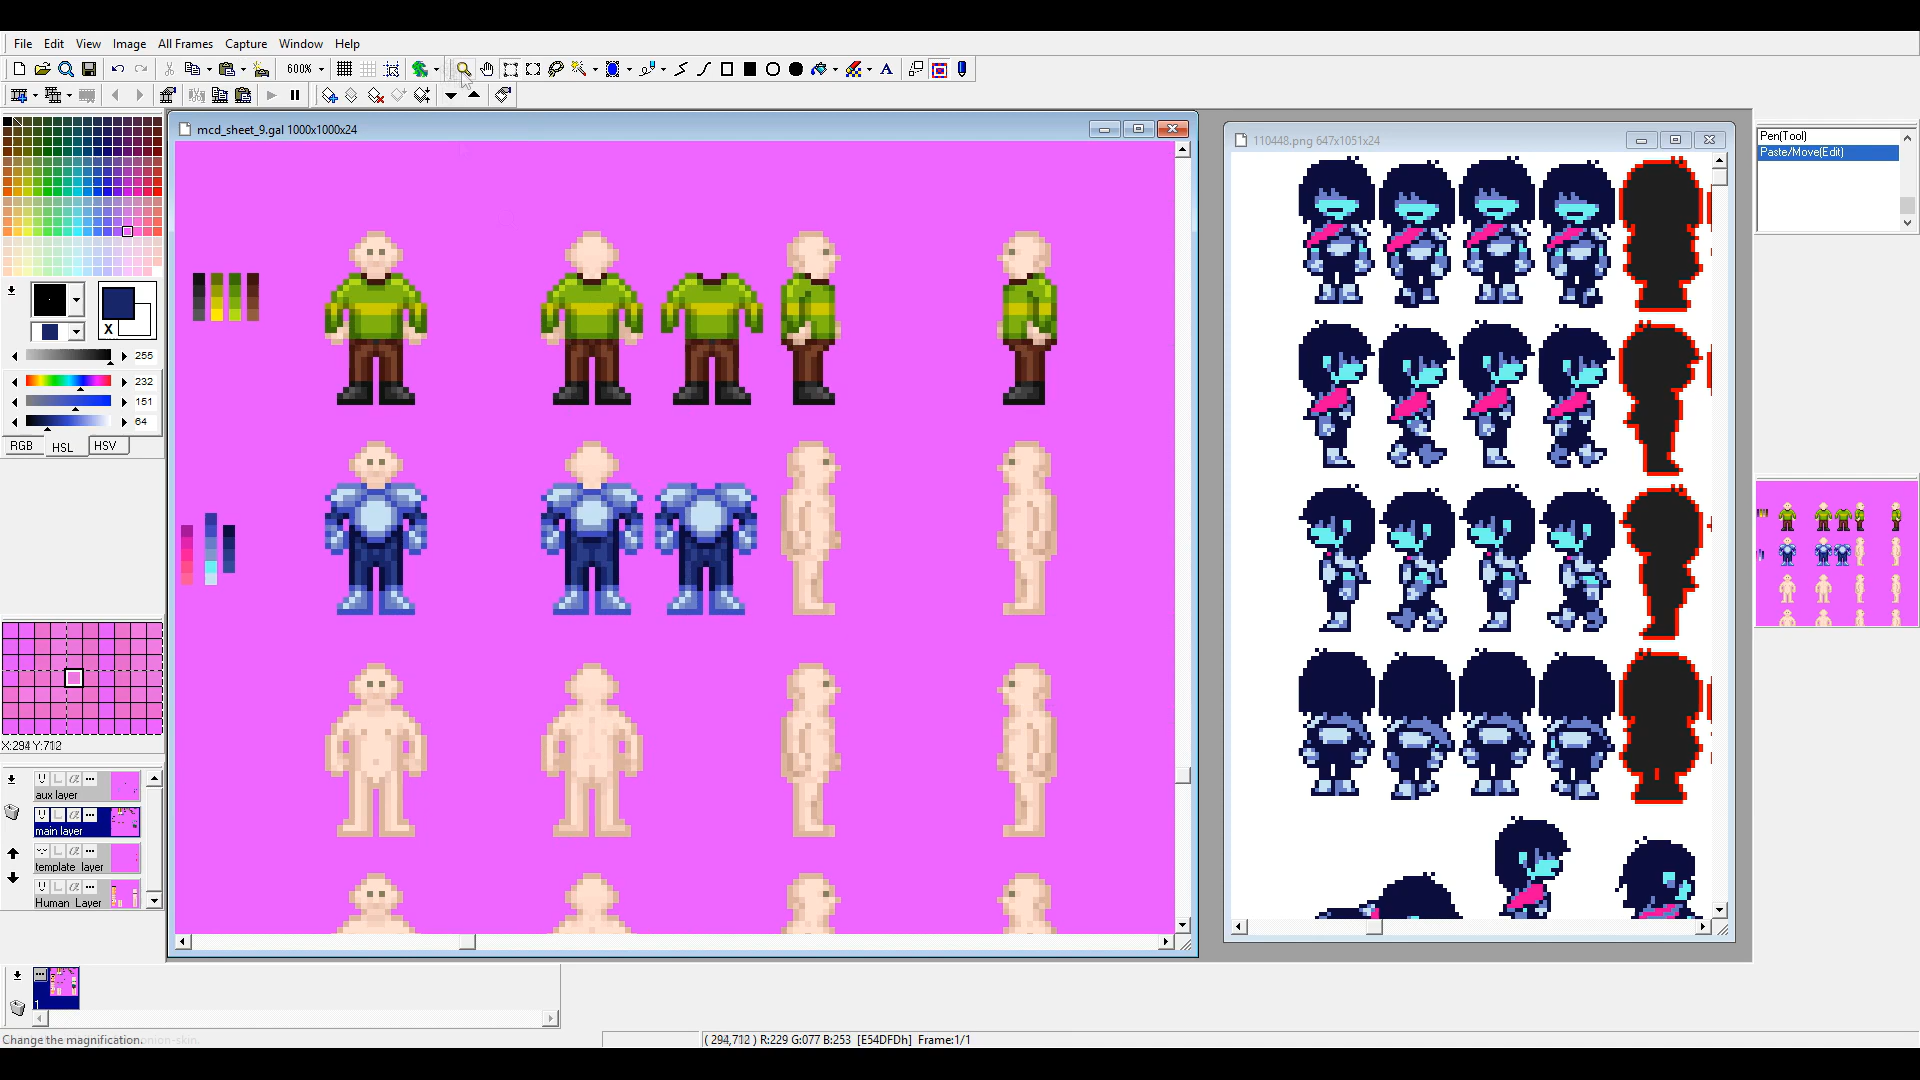 File Edit View Image All Frames Capture Window Help
600%
mcd_sheet_9.gal 1000x1000x24
110448.png 647x1051x24
Pen(Tool)
Paste/Move(Edit)
X
255
232
151
64
RGB HSL HSV
X:294 Y:712
aux layer
main layer
template layer
Human Layer
1
Change the magnification.
( 294,712 ) R:229 G:077 B:253 [E54DFDh] Frame:1/1